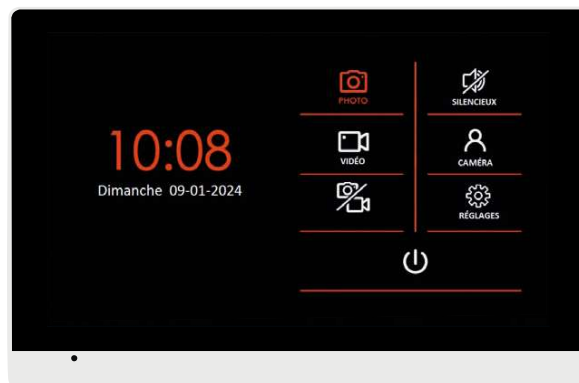 10:08
Dimanche 09-01-2024
PHOTO
SILENCIEUX
VIDÉO
CAMÉRA
RÉGLAGES